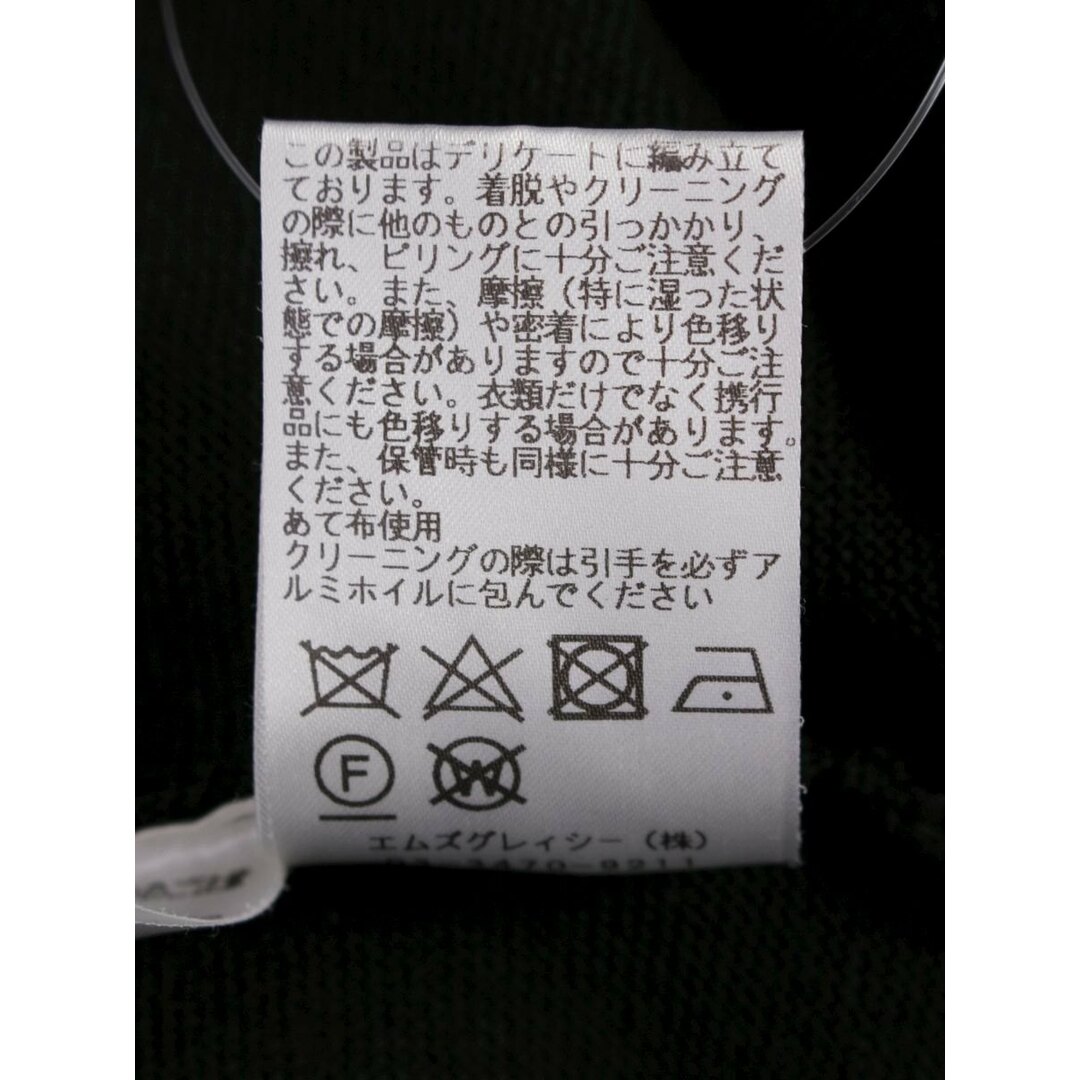 この製品はデリケートに編み立て
ております。着脱やクリーニング
の際に他のものとの引っかかり、
擦れ、ピリングに十分ご注意くだ
さい。また、摩擦（特に湿った状
態での摩擦）や密着により色移り
する場合がありますので十分ご注
意ください。衣類だけでなく携行
品にも色移りする場合があります。
また、保管時も同様に十分ご注意
ください。
あて布使用
クリーニングの際は引手を必ずア
ルミホイルに包んでください
F W
エムズグレィシー（株）
03-3470-9211